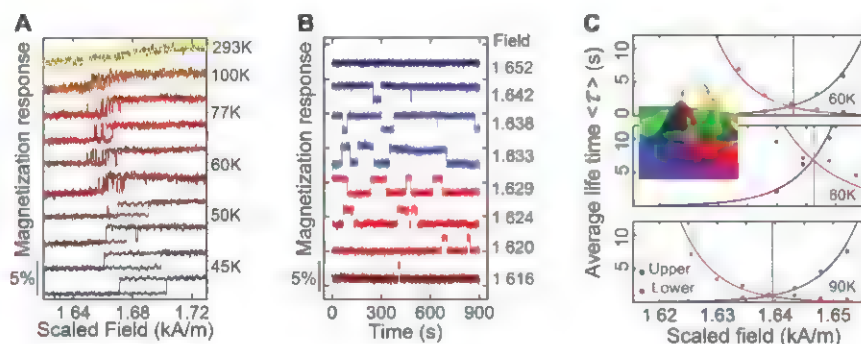 A
Magnetization response
5%
293K
100K
77K
60K
50K
45K
1 64 1.68 1.72
Scaled Field (kA/m)
B
Magnetization response
5%
Field
1 652
1.642
1.638
1.633
1.629
1 624
1 620
1 616
0 300 600 900
Time (s)
C
Average life time <τ> (s)
10
5
0
60K
10
5
80K
10
5
Upper
Lower
90K
1 62 1.63 1.64 1.65
Scaled field (kA/m)